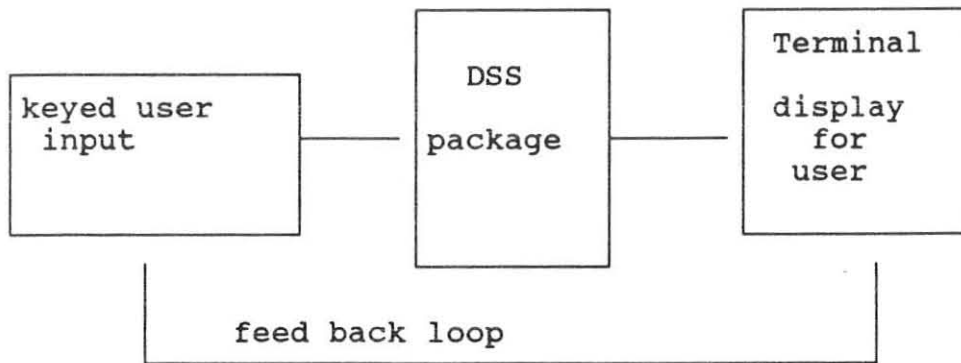 keyed user
input
DSS
package
Terminal
display
for
user
feed back loop